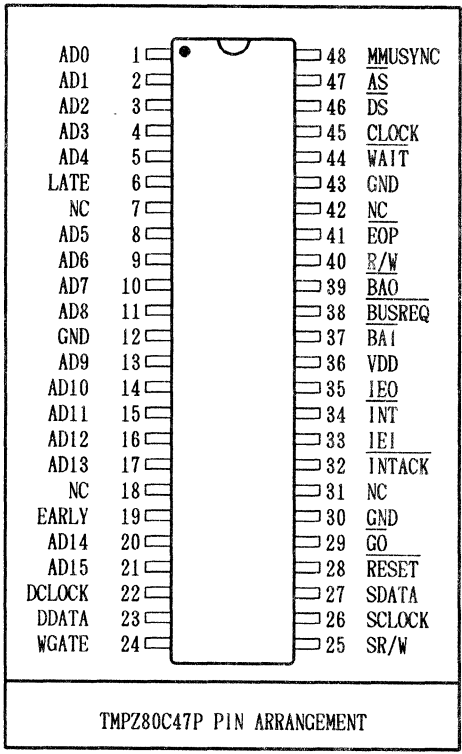 AD0 1 48 MMUSYNC
AD1 2 47 AS
AD2 3 46 DS
AD3 4 45 CLOCK
AD4 5 44 WAIT
LATE 6 43 GND
NC 7 42 NC
AD5 8 41 EOP
AD6 9 40 R/W
AD7 10 39 BAO
AD8 11 38 BUSREQ
GND 12 37 BAI
AD9 13 36 VDD
AD10 14 35 IEO
AD11 15 34 INT
AD12 16 33 IEI
AD13 17 32 INTACK
NC 18 31 NC
EARLY 19 30 GND
AD14 20 29 GO
AD15 21 28 RESET
DCLOCK 22 27 SDATA
DDATA 23 26 SCLOCK
WGATE 24 25 SR/W
TMPZ80C47P PIN ARRANGEMENT